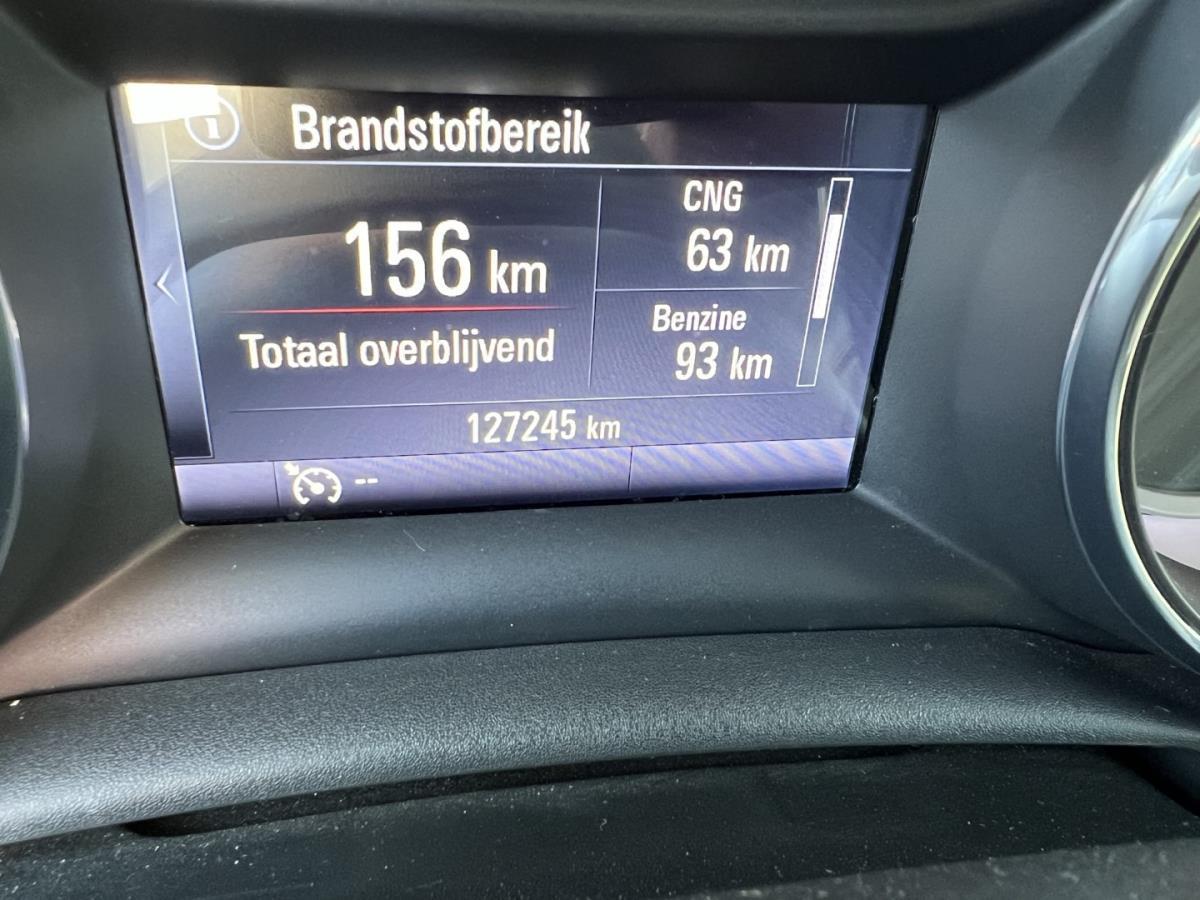 Brandstofbereik
156 km
Totaal overblijvend
CNG
63 km
Benzine
93 km
127245 km
--